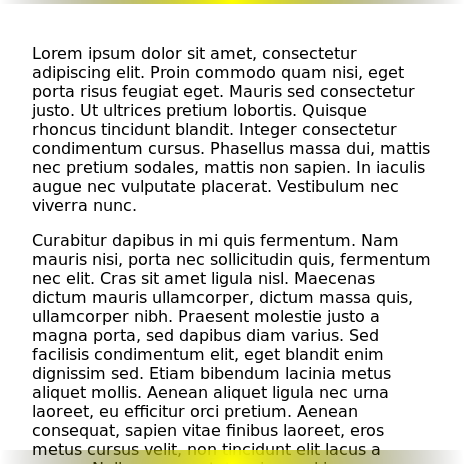 Lorem ipsum dolor sit amet, consectetur
adipiscing elit. Proin commodo quam nisi, eget
porta risus feugiat eget. Mauris sed consectetur
justo. Ut ultrices pretium lobortis. Quisque
rhoncus tincidunt blandit. Integer consectetur
condimentum cursus. Phasellus massa dui, mattis
nec pretium sodales, mattis non sapien. In iaculis
augue nec vulputate placerat. Vestibulum nec
viverra nunc.
Curabitur dapibus in mi quis fermentum. Nam
mauris nisi, porta nec sollicitudin quis, fermentum
nec elit. Cras sit amet ligula nisl. Maecenas
dictum mauris ullamcorper, dictum massa quis,
ullamcorper nibh. Praesent molestie justo a
magna porta, sed dapibus diam varius. Sed
facilisis condimentum elit, eget blandit enim
dignissim sed. Etiam bibendum lacinia metus
aliquet mollis. Aenean aliquet ligula nec urna
laoreet, eu efficitur orci pretium. Aenean
consequat, sapien vitae finibus laoreet, eros
metus cursus velit, non tincidunt elit lacus a